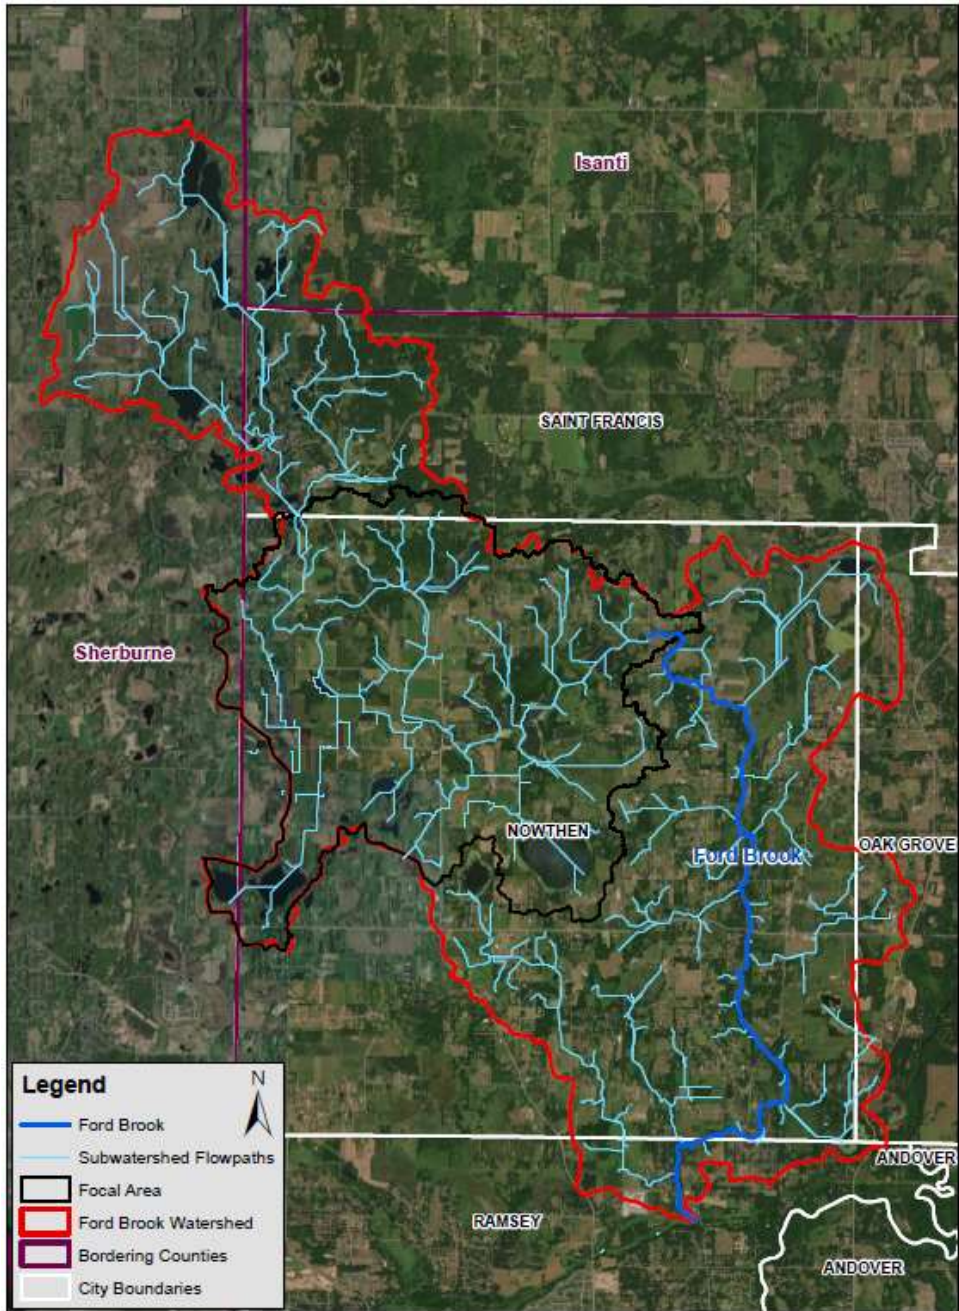 Isanti
SAINT FRANCIS
Sherburne
NOWTHEN
Ford Brook
OAK GROVE
Legend
N
Ford Brook
Subwatershed Flowpaths
Focal Area
Ford Brook Watershed
Bordering Counties
City Boundaries
RAMSEY
ANDOVER
ANDOVER